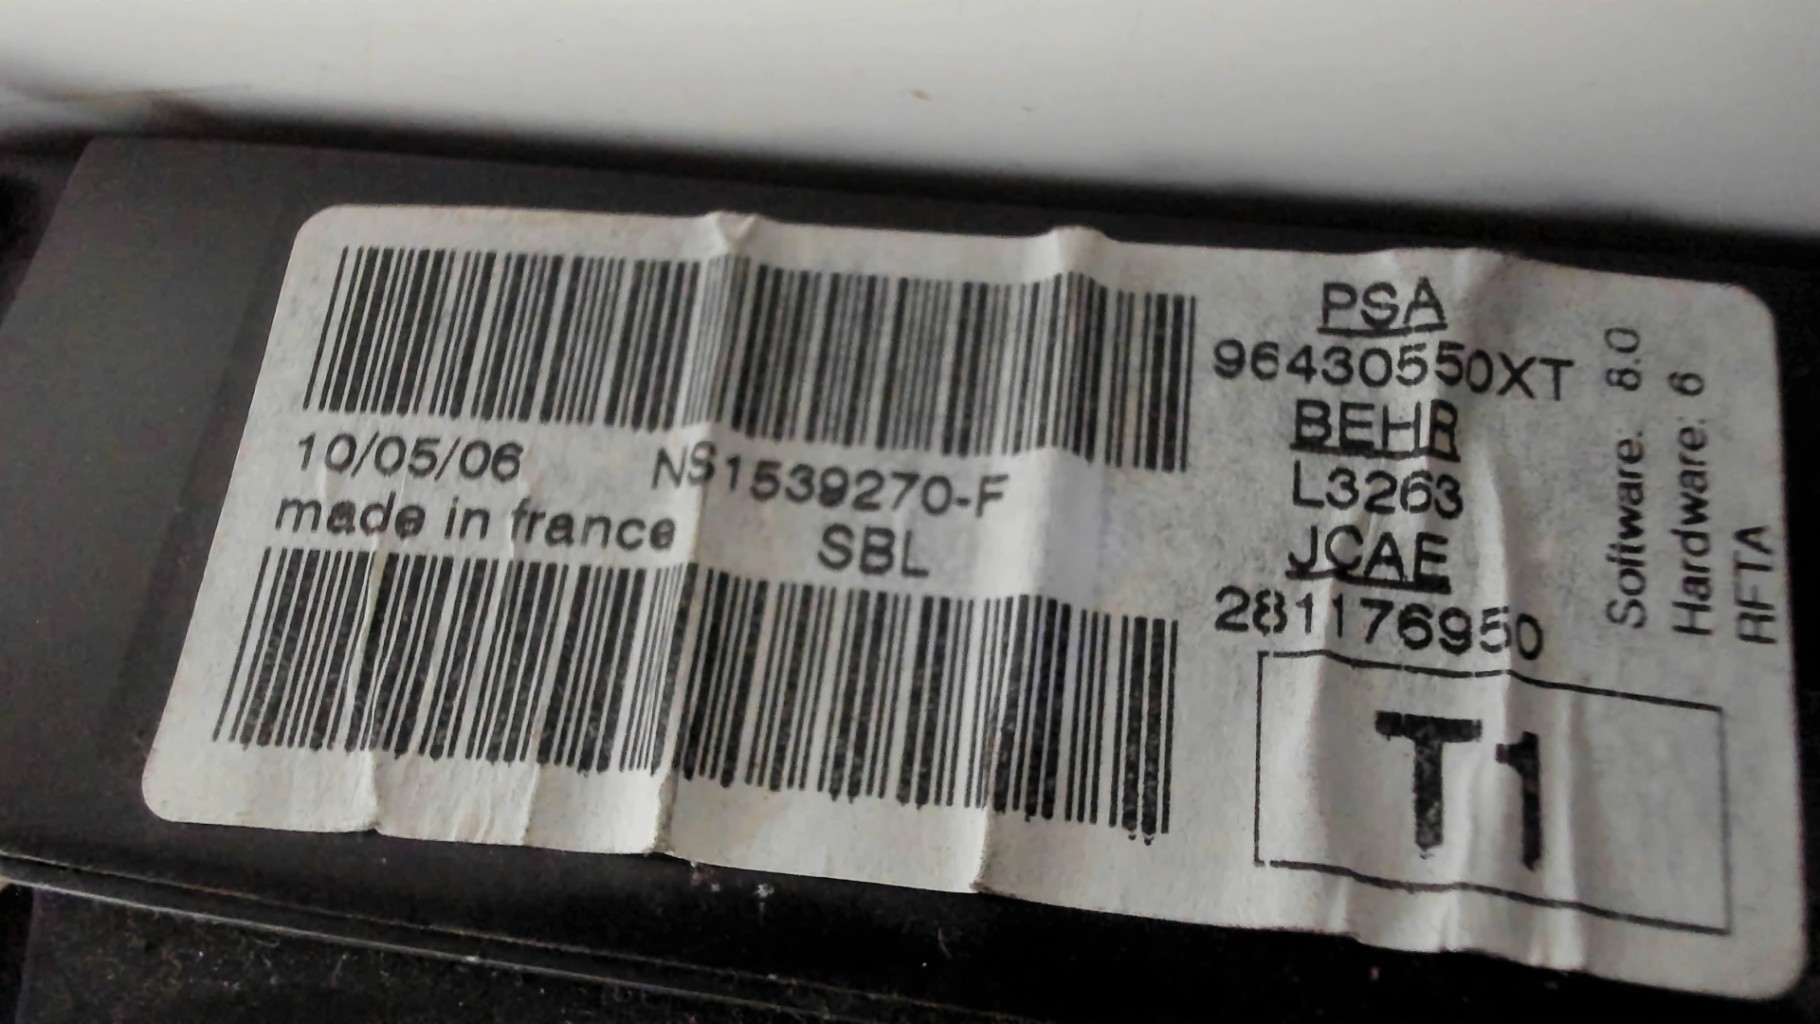 10/05/06 NS1539270-F
made in france SBL
PSA
96430550XT
BEHR
L3263
JCAE
281176950
T1
Software: 8.0
Hardware: 6
RFTA